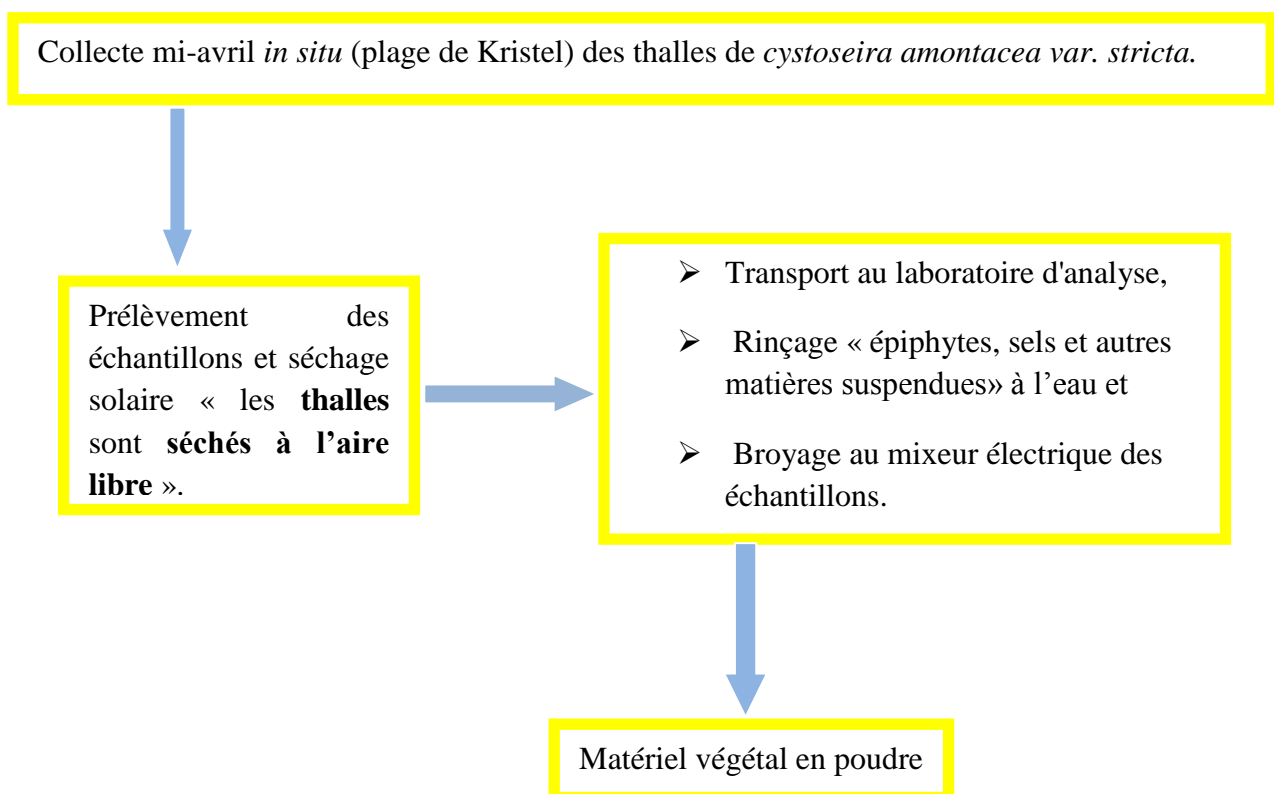 Collecte mi-avril in situ (plage de Kristel) des thalles de cystoseira amontacea var. stricta.
Prélèvement des
échantillons et séchage
solaire « les thalles
sont séchés à l’aire
libre ».
➢ Transport au laboratoire d'analyse,
➢ Rinçage « épiphytes, sels et autres
matières suspendues» à l’eau et
➢ Broyage au mixeur électrique des
échantillons.
Matériel végétal en poudre